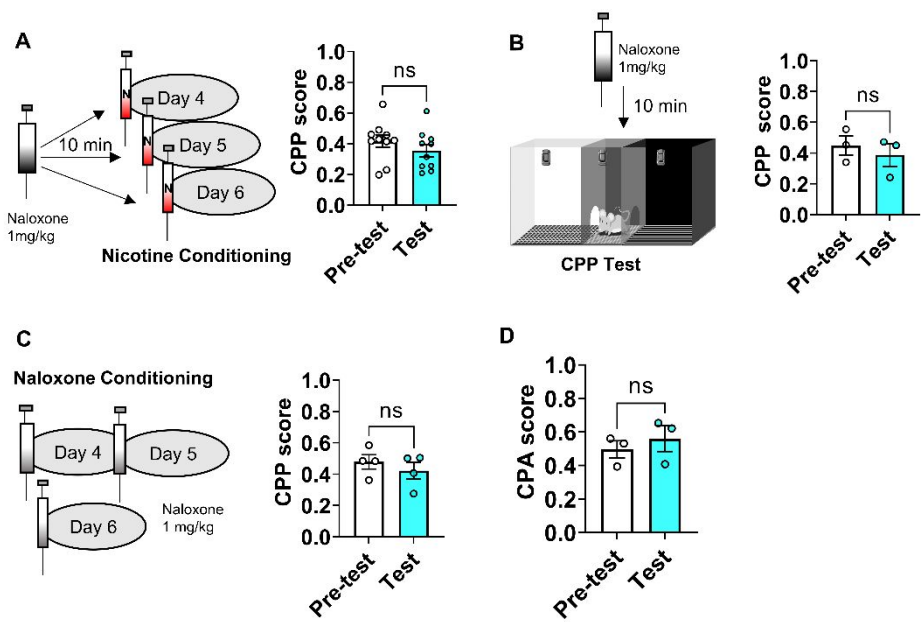 A
N
Day 4
10 min
N
Day 5
N
Day 6
Naloxone
1mg/kg
Nicotine Conditioning
CPP score
1.0
0.8
0.6
0.4
0.2
0.0
ns
Pre-test
Test
B
Naloxone
1mg/kg
10 min
CPP Test
CPP score
1.0
0.8
0.6
0.4
0.2
0.0
ns
Pre-test
Test
C
Naloxone Conditioning
Day 4
Day 5
Day 6
Naloxone
1 mg/kg
CPP score
1.0
0.8
0.6
0.4
0.2
0.0
ns
Pre-test
Test
D
CPA score
1.0
0.8
0.6
0.4
0.2
0.0
ns
Pre-test
Test